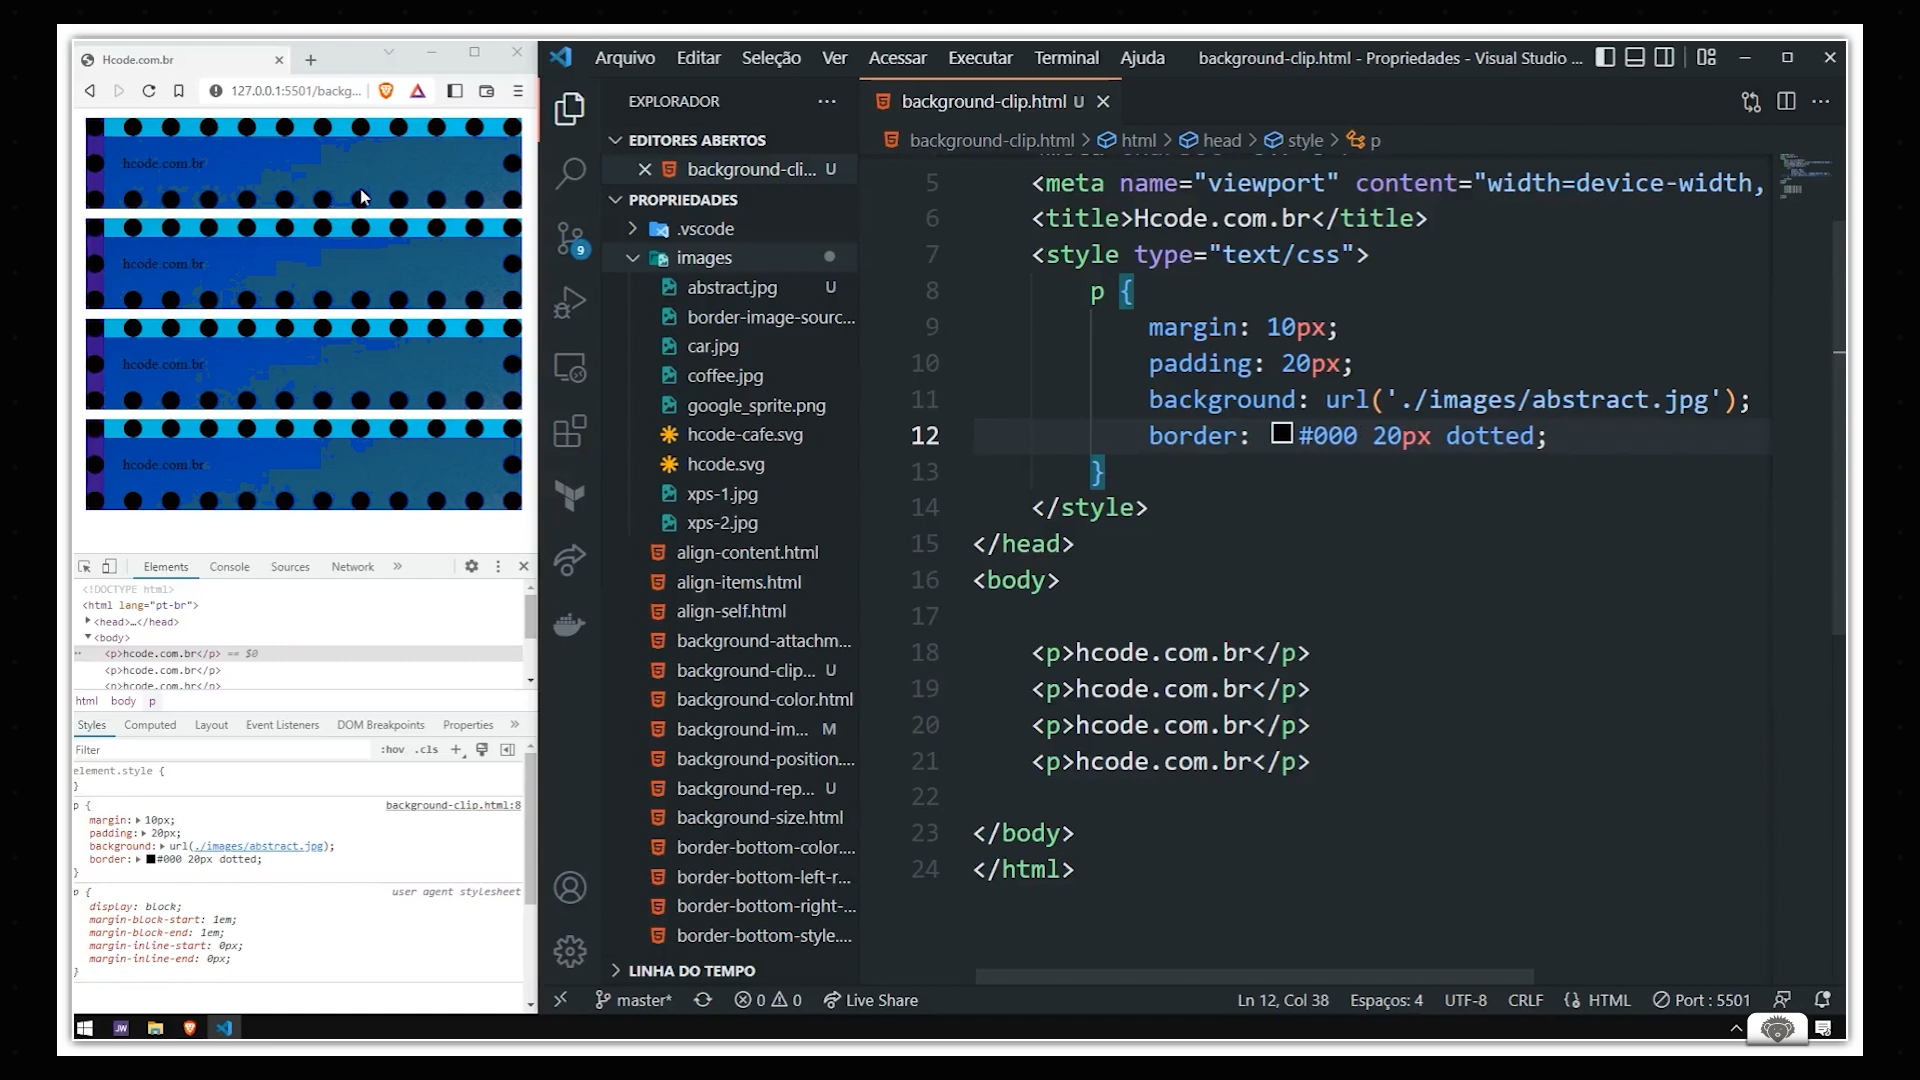 Hcode.com.br
127.0.0.1:5501/backg...
hcode.com.br
hcode.com.br
hcode.com.br
hcode.com.br
Elements Console Sources Network »
<!DOCTYPE html>
<html lang="pt-br">
<head>…</head>
<body>
<p>hcode.com.br</p> == $0
<p>hcode.com.br</p>
<p>hcode.com.br</p>
html body p
Styles Computed Layout Event Listeners DOM Breakpoints Properties »
Filter :hov .cls +
element.style {
}
p { background-clip.html:8
margin: 10px;
padding: 20px;
background: url(./images/abstract.jpg);
border: #000 20px dotted;
}
p { user agent stylesheet
display: block;
margin-block-start: 1em;
margin-block-end: 1em;
margin-inline-start: 0px;
margin-inline-end: 0px;
}
JW
Arquivo Editar Seleção Ver Acessar Executar Terminal Ajuda background-clip.html - Propriedades - Visual Studio ...
9
EXPLORADOR ...
EDITORES ABERTOS
background-cli... U
PROPRIEDADES
.vscode
images
abstract.jpg U
border-image-sourc...
car.jpg
coffee.jpg
google_sprite.png
hcode-cafe.svg
hcode.svg
xps-1.jpg
xps-2.jpg
align-content.html
align-items.html
align-self.html
background-attachm...
background-clip... U
background-color.html
background-im... M
background-position....
background-rep... U
background-size.html
border-bottom-color....
border-bottom-left-r...
border-bottom-right-...
border-bottom-style....
LINHA DO TEMPO
background-clip.html U
background-clip.html > html > head > style > p
5 <meta name="viewport" content="width=device-width,
6 <title>Hcode.com.br</title>
7 <style type="text/css">
8 p {
9 margin: 10px;
10 padding: 20px;
11 background: url('./images/abstract.jpg');
12 border: #000 20px dotted;
13 }
14 </style>
15 </head>
16 <body>
17
18 <p>hcode.com.br</p>
19 <p>hcode.com.br</p>
20 <p>hcode.com.br</p>
21 <p>hcode.com.br</p>
22
23 </body>
24 </html>
master* 0 0 Live Share Ln 12, Col 38 Espaços: 4 UTF-8 CRLF HTML Port : 5501